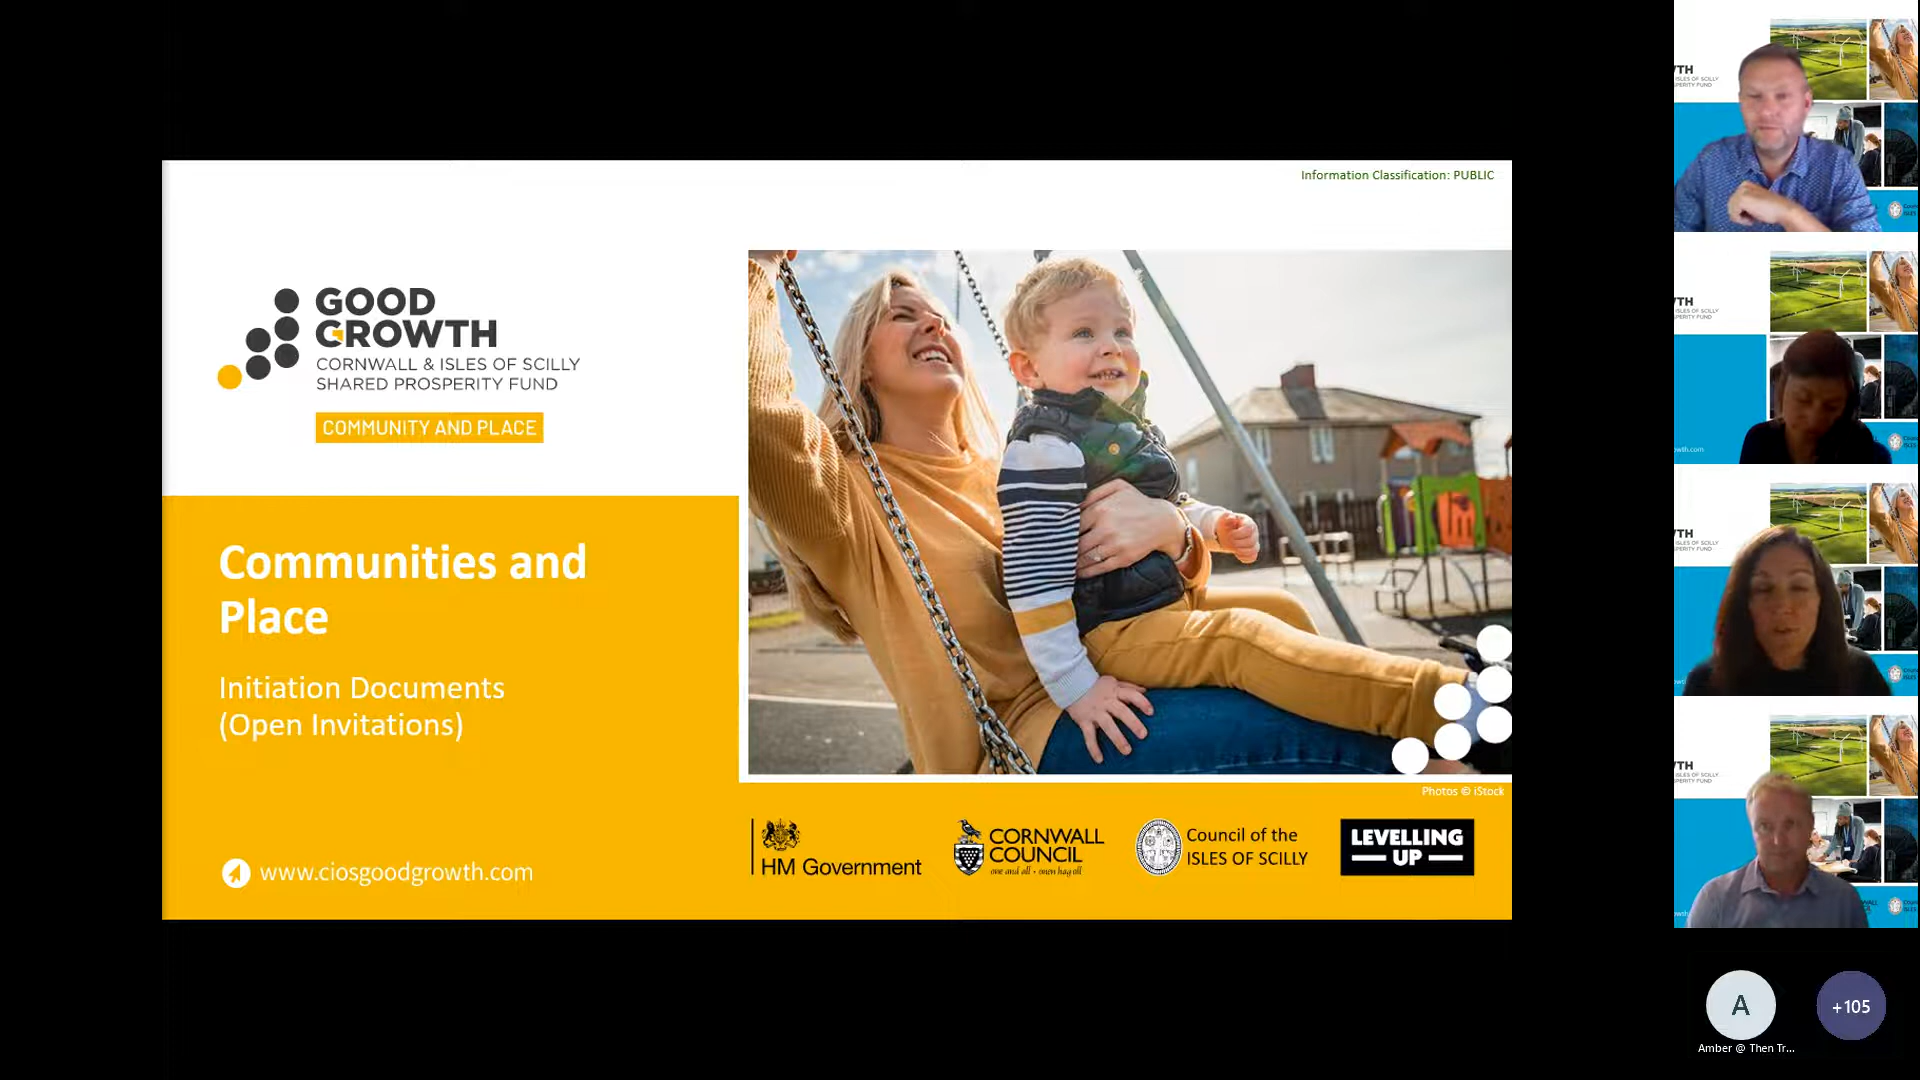 Information Classification: PUBLIC
GOOD
GROWTH
CORNWALL & ISLES OF SCILLY
SHARED PROSPERITY FUND
COMMUNITY AND PLACE
Communities and
Place
Initiation Documents
(Open Invitations)
Photos © iStock
www.ciosgoodgrowth.com
HM Government
CORNWALL
COUNCIL
one and all • onen hag oll
Council of the
ISLES OF SCILLY
LEVELLING
UP
A
+105
Amber @ Then Tr...